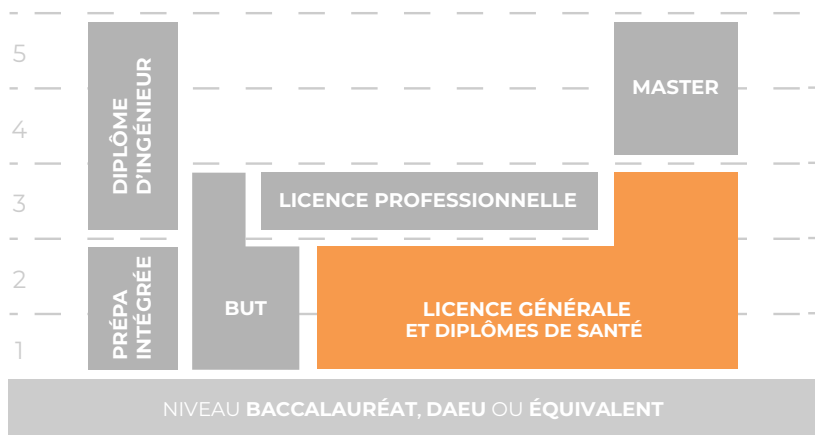 5
4
3
2
1
DIPLÔME
D'INGÉNIEUR
PRÉPA
INTÉGRÉE
BUT
LICENCE PROFESSIONNELLE
MASTER
LICENCE GÉNÉRALE
ET DIPLÔMES DE SANTÉ
NIVEAU BACCALAURÉAT, DAEU OU ÉQUIVALENT